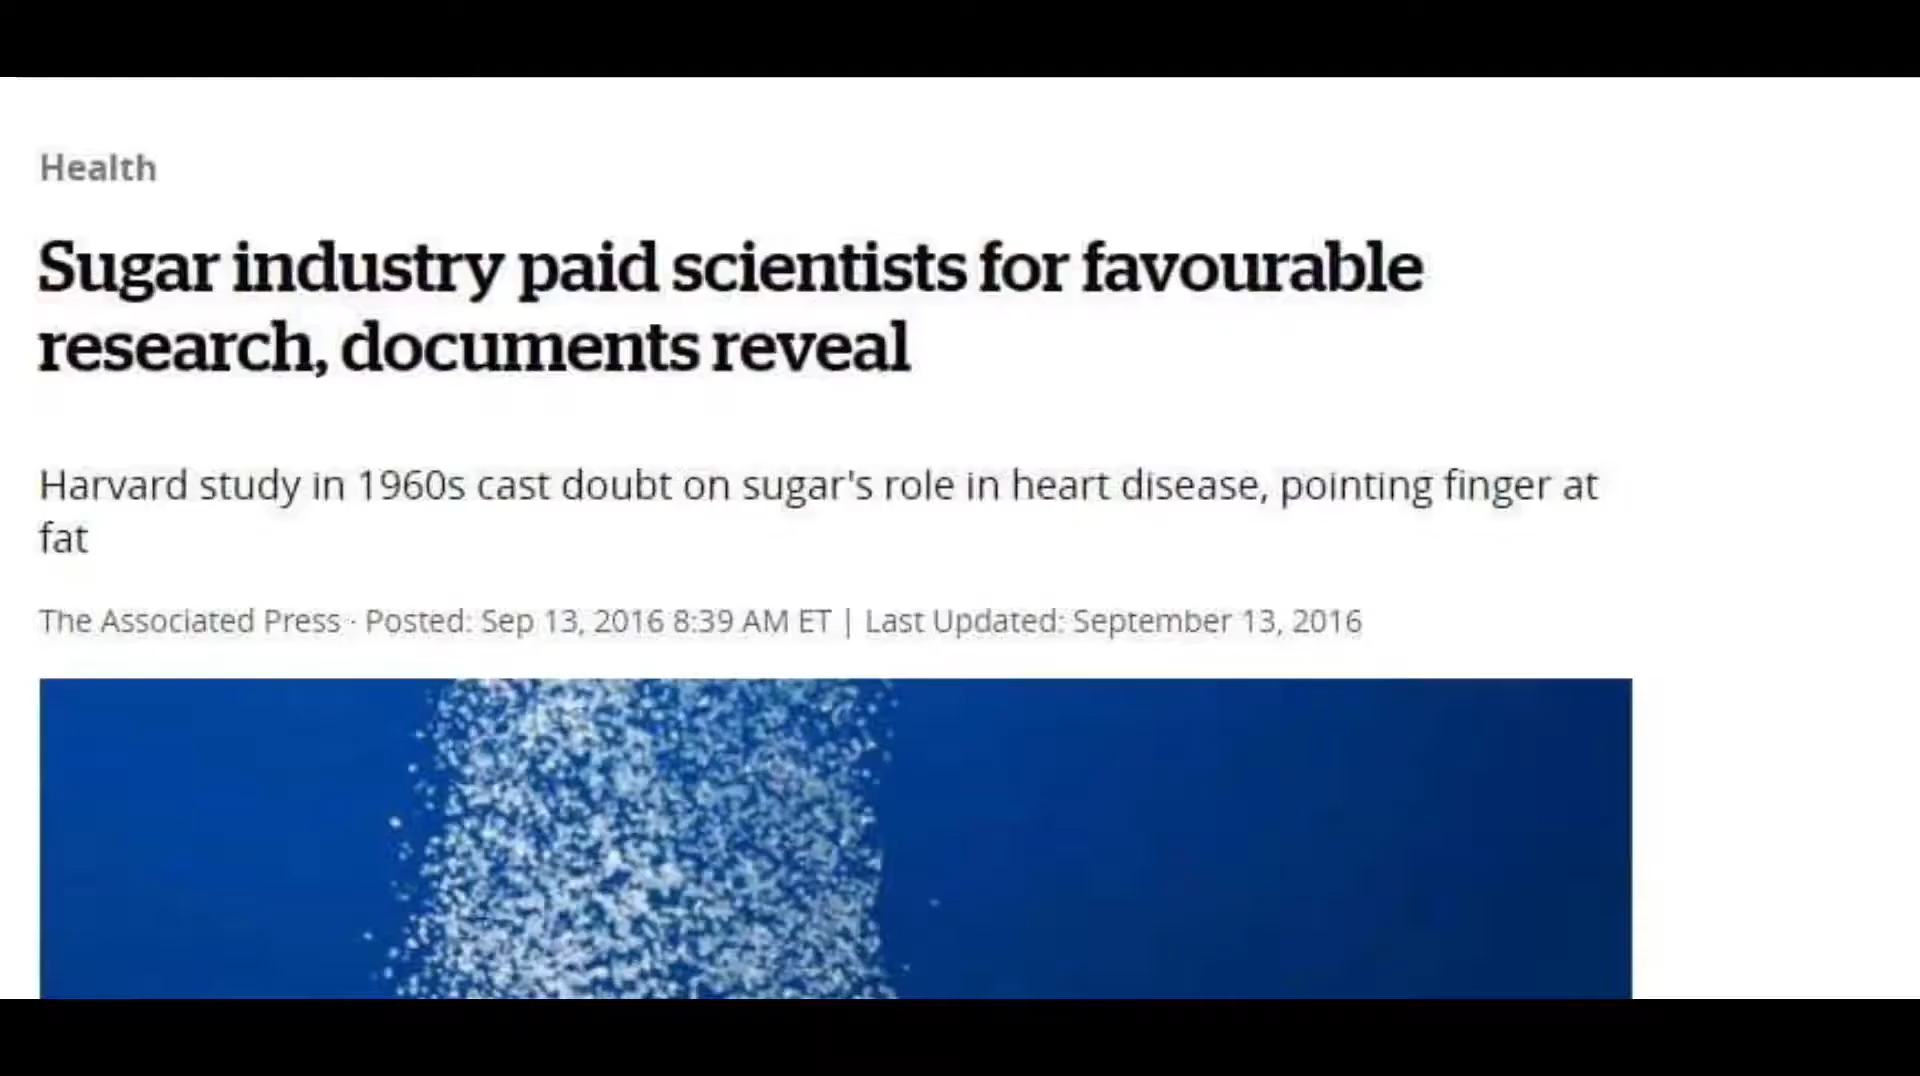 Health
Sugar industry paid scientists for favourable
research, documents reveal
Harvard study in 1960s cast doubt on sugar's role in heart disease, pointing finger at
fat
The Associated Press · Posted: Sep 13, 2016 8:39 AM ET | Last Updated: September 13, 2016